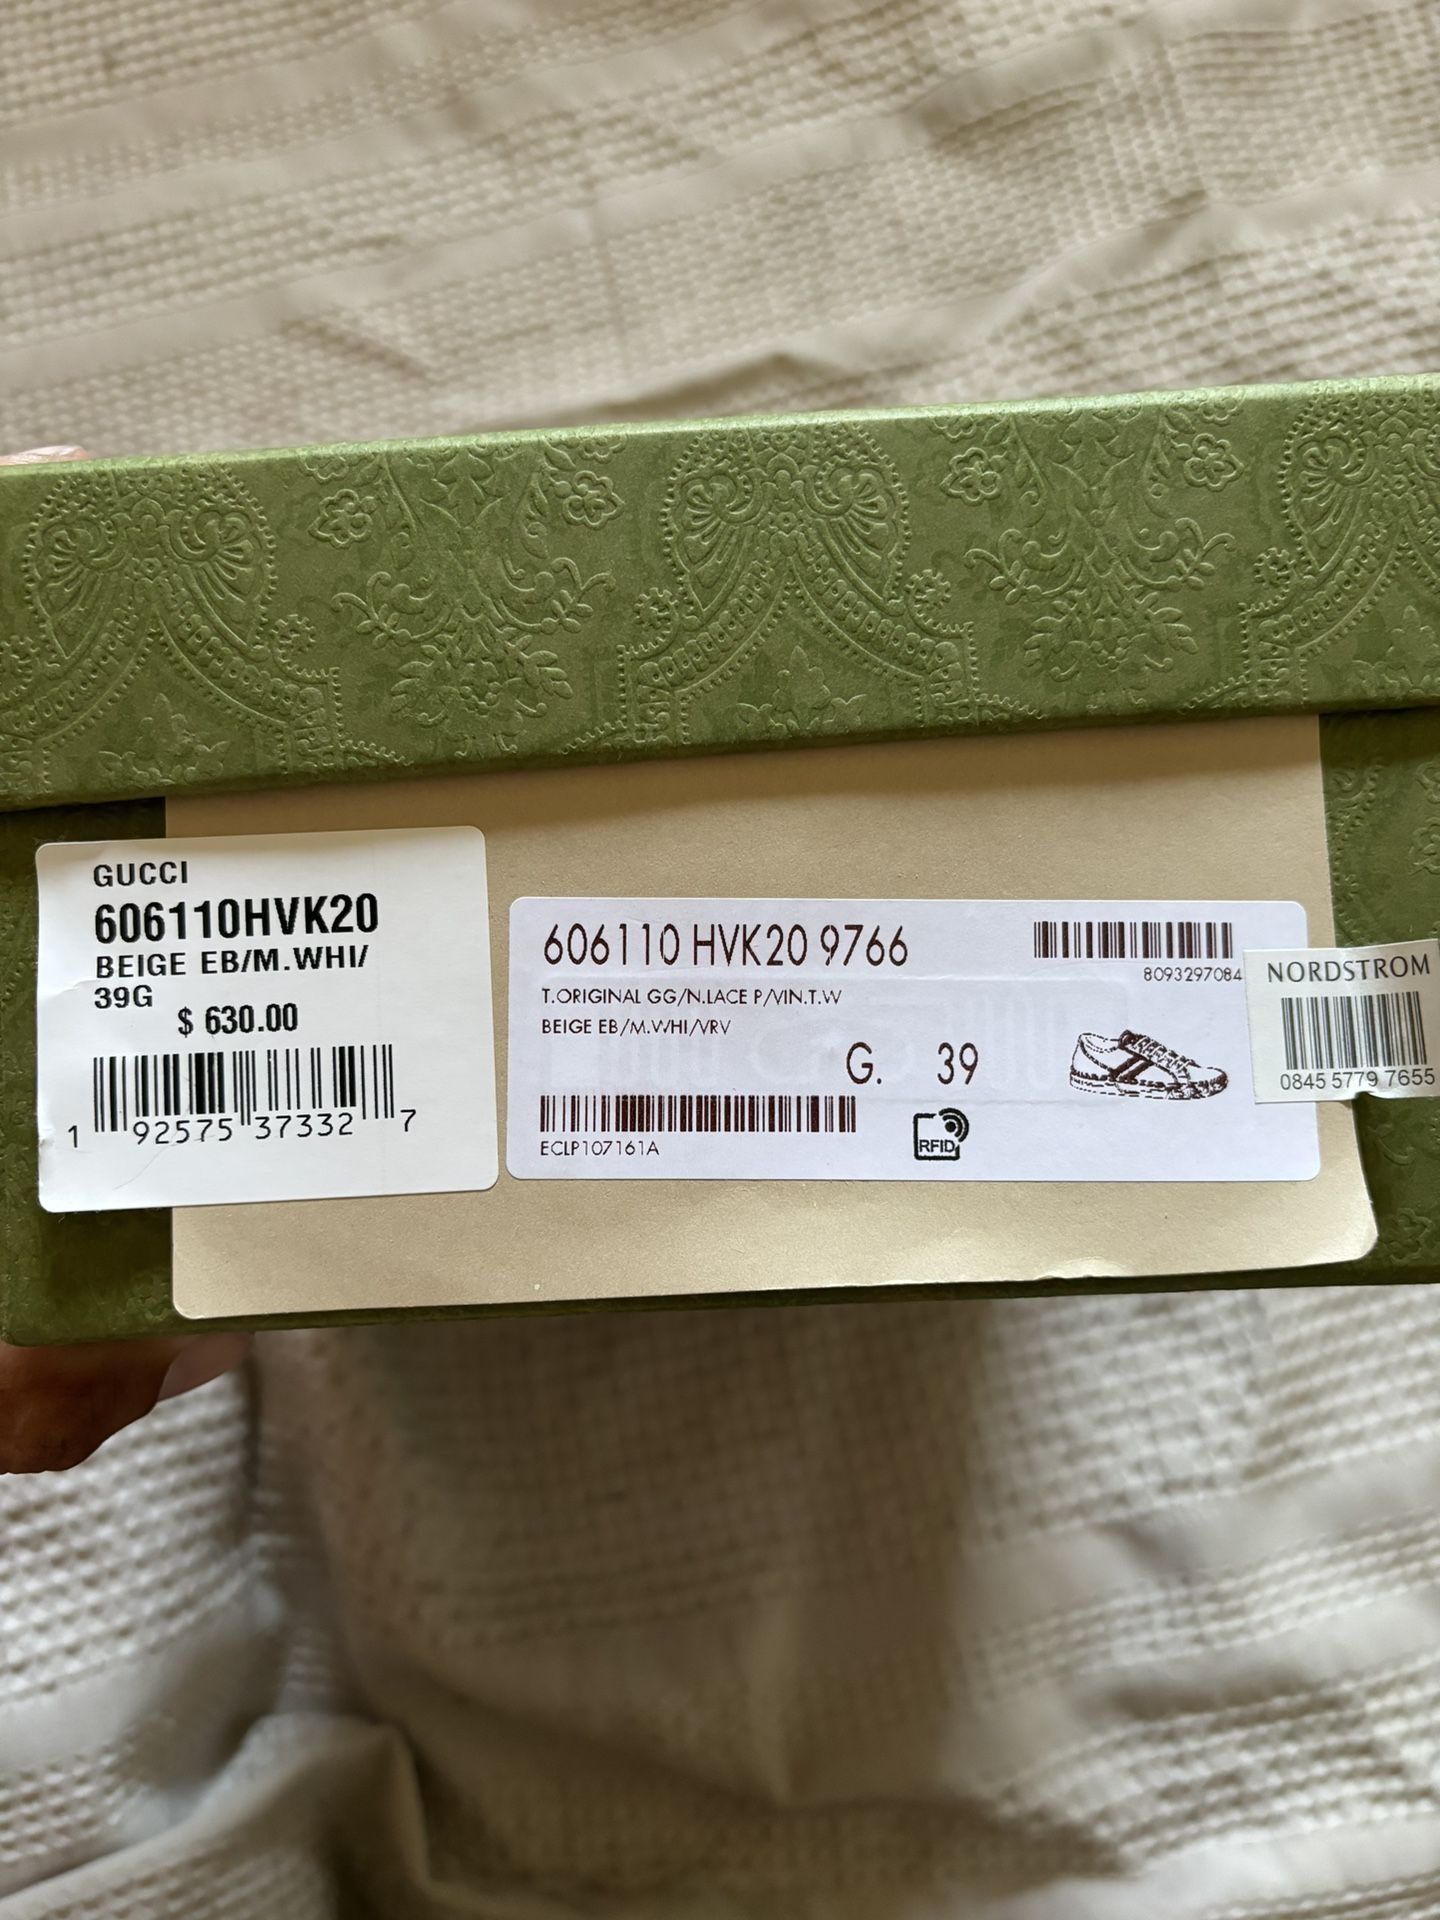 GUCCI
606110HVK20
BEIGE EB/M.WHI/
39G
$ 630.00
1 92575 37332 7
606110 HVK20 9766
8093297084
T.ORIGINAL GG/N.LACE P/VIN.T.W
BEIGE EB/M.WHI/VRV
G. 39
ECLP107161A
RFID
NORDSTROM
0845 5779 7655